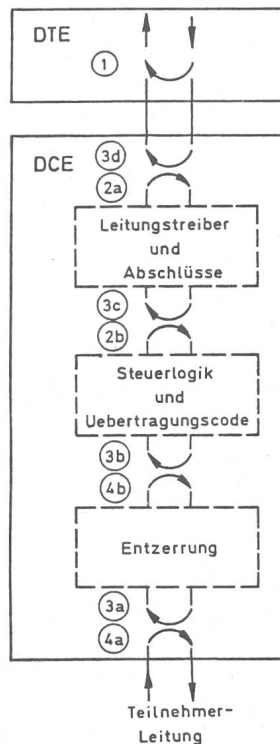 DTE
1
DCE
3d
2a
Leitungstreiber
und
Abschlüsse
3c
2b
Steuerlogik
und
Uebertragungscode
3b
4b
Entzerrung
3a
4a
Teilnehmer-
Leitung